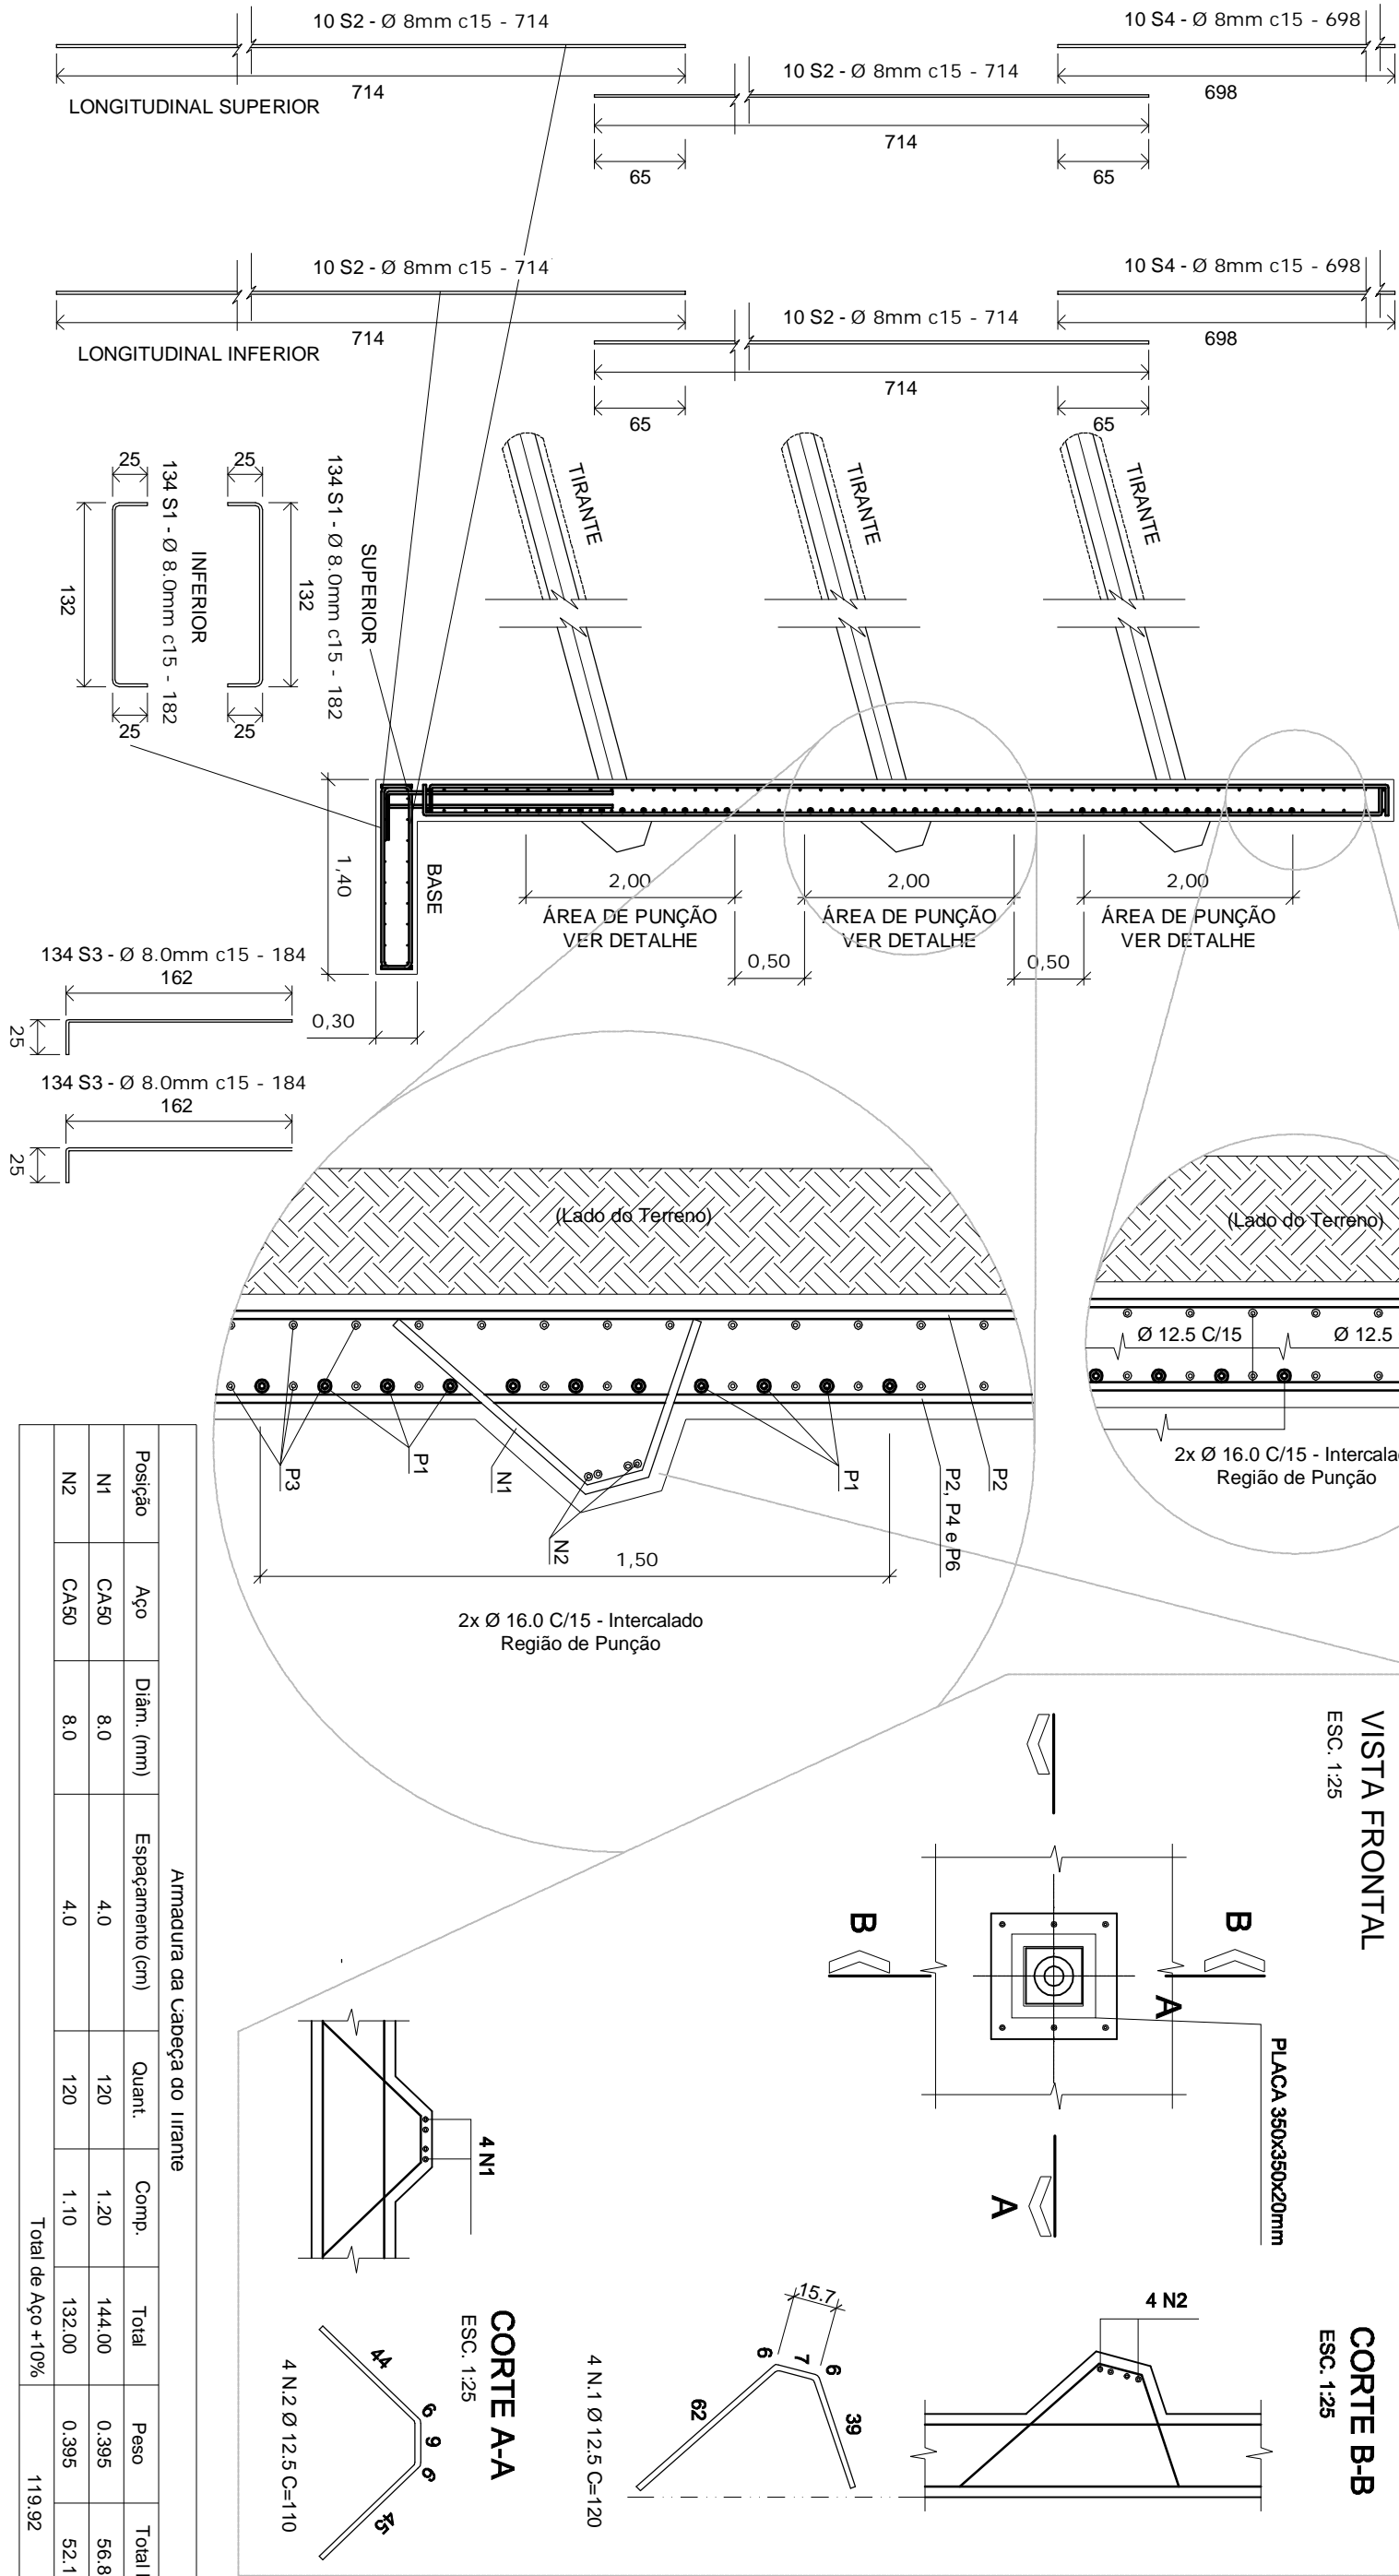 10 S2 - Ø 8mm c15 - 714
10 S4 - Ø 8mm c15 - 698
714
LONGITUDINAL SUPERIOR
10 S2 - Ø 8mm c15 - 714
698
714
65
65
10 S2 - Ø 8mm c15 - 714
10 S4 - Ø 8mm c15 - 698
714
LONGITUDINAL INFERIOR
10 S2 - Ø 8mm c15 - 714
698
714
65
65
TIRANTE
TIRANTE
TIRANTE
25
25
134 S1 - Ø 8.0mm c15 - 182
SUPERIOR
132
INFERIOR
134 S1 - Ø 8.0mm c15 - 182
132
25
25
1,40
BASE
0,30
2,00
2,00
2,00
ÁREA DE PUNÇÃO
VER DETALHE
ÁREA DE PUNÇÃO
VER DETALHE
ÁREA DE PUNÇÃO
VER DETALHE
0,50
0,50
134 S3 - Ø 8.0mm c15 - 184
162
25
134 S3 - Ø 8.0mm c15 - 184
162
25
(Lado do Terreno)
(Lado do Terreno)
Ø 12.5 C/15
Ø 12.5
2x Ø 16.0 C/15 - Intercala
Região de Punção
P3
P1
N1
N2
P1
P2, P4 e P6
P2
1,50
2x Ø 16.0 C/15 - Intercalado
Região de Punção
VISTA FRONTAL
ESC. 1:25
B
B
A
A
PLACA 350x350x20mm
4 N1
CORTE A-A
ESC. 1:25
44
6
9
6
45
4 N.2 Ø 12.5 C=110
CORTE B-B
ESC. 1:25
4 N2
15.7
6
7
6
62
39
4 N.1 Ø 12.5 C=120
Armadura da Cabeça do Tirante
Posição Aço Diâm. (mm) Espaçamento (cm) Quant. Comp. Total Peso Total
N1 CA50 8.0 4.0 120 1.20 144.00 0.395 56.8
N2 CA50 8.0 4.0 120 1.10 132.00 0.395 52.1
Total de Aço +10% 119.92